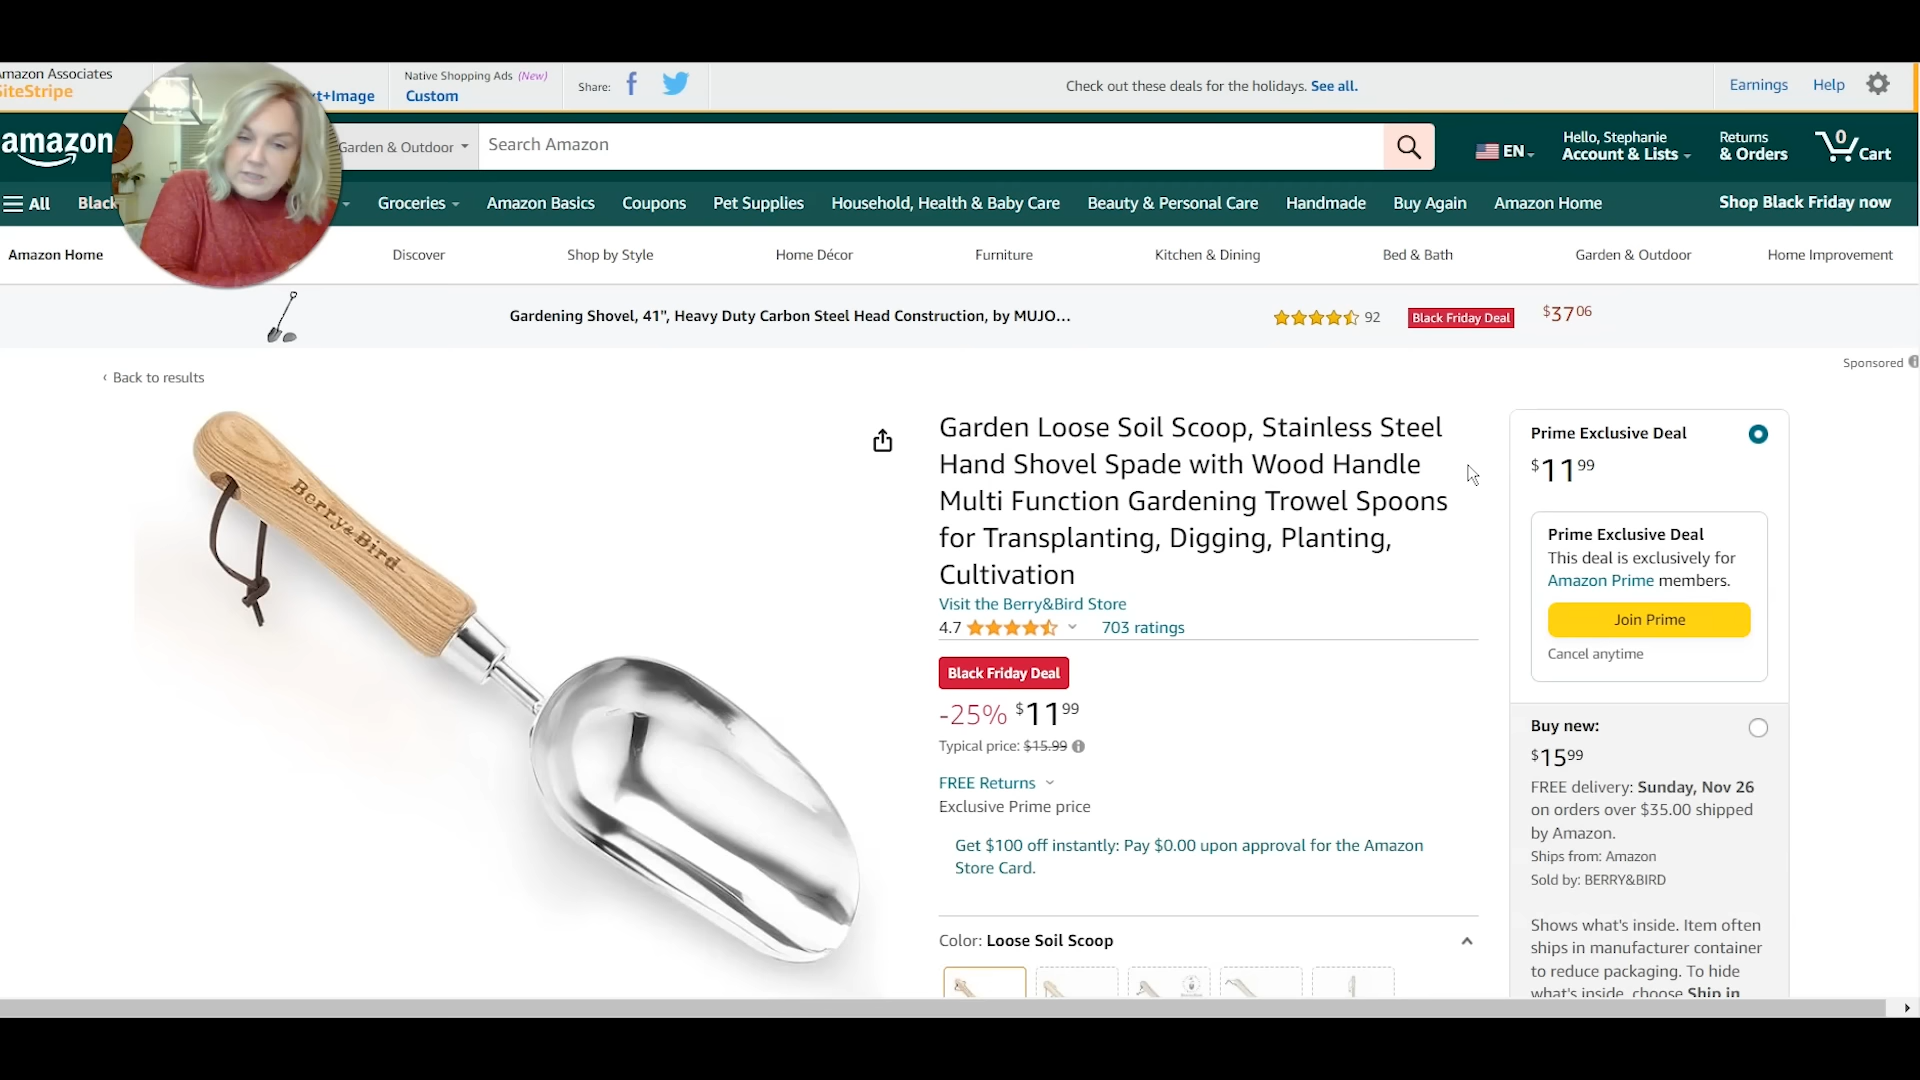 Amazon Associates
SiteStripe
xt+Image
Native Shopping Ads (New)
Custom
Share:
Check out these deals for the holidays. See all.
Earnings
Help
amazon
Garden & Outdoor
Search Amazon
EN
Hello, Stephanie
Account & Lists
Returns
& Orders
0
Cart
All
Black
Groceries
Amazon Basics
Coupons
Pet Supplies
Household, Health & Baby Care
Beauty & Personal Care
Handmade
Buy Again
Amazon Home
Shop Black Friday now
Amazon Home
Discover
Shop by Style
Home Décor
Furniture
Kitchen & Dining
Bed & Bath
Garden & Outdoor
Home Improvement
Gardening Shovel, 41", Heavy Duty Carbon Steel Head Construction, by MUJO...
92
Black Friday Deal
$37 06
Sponsored
‹ Back to results
Berry&Bird
Garden Loose Soil Scoop, Stainless Steel
Hand Shovel Spade with Wood Handle
Multi Function Gardening Trowel Spoons
for Transplanting, Digging, Planting,
Cultivation
Visit the Berry&Bird Store
4.7
703 ratings
Black Friday Deal
-25% $11 99
Typical price: $15.99
FREE Returns
Exclusive Prime price
Get $100 off instantly: Pay $0.00 upon approval for the Amazon
Store Card.
Color: Loose Soil Scoop
Prime Exclusive Deal
$11 99
Prime Exclusive Deal
This deal is exclusively for
Amazon Prime members.
Join Prime
Cancel anytime
Buy new:
$15 99
FREE delivery: Sunday, Nov 26
on orders over $35.00 shipped
by Amazon.
Ships from: Amazon
Sold by: BERRY&BIRD
Shows what's inside. Item often
ships in manufacturer container
to reduce packaging. To hide
what's inside, choose Ship in